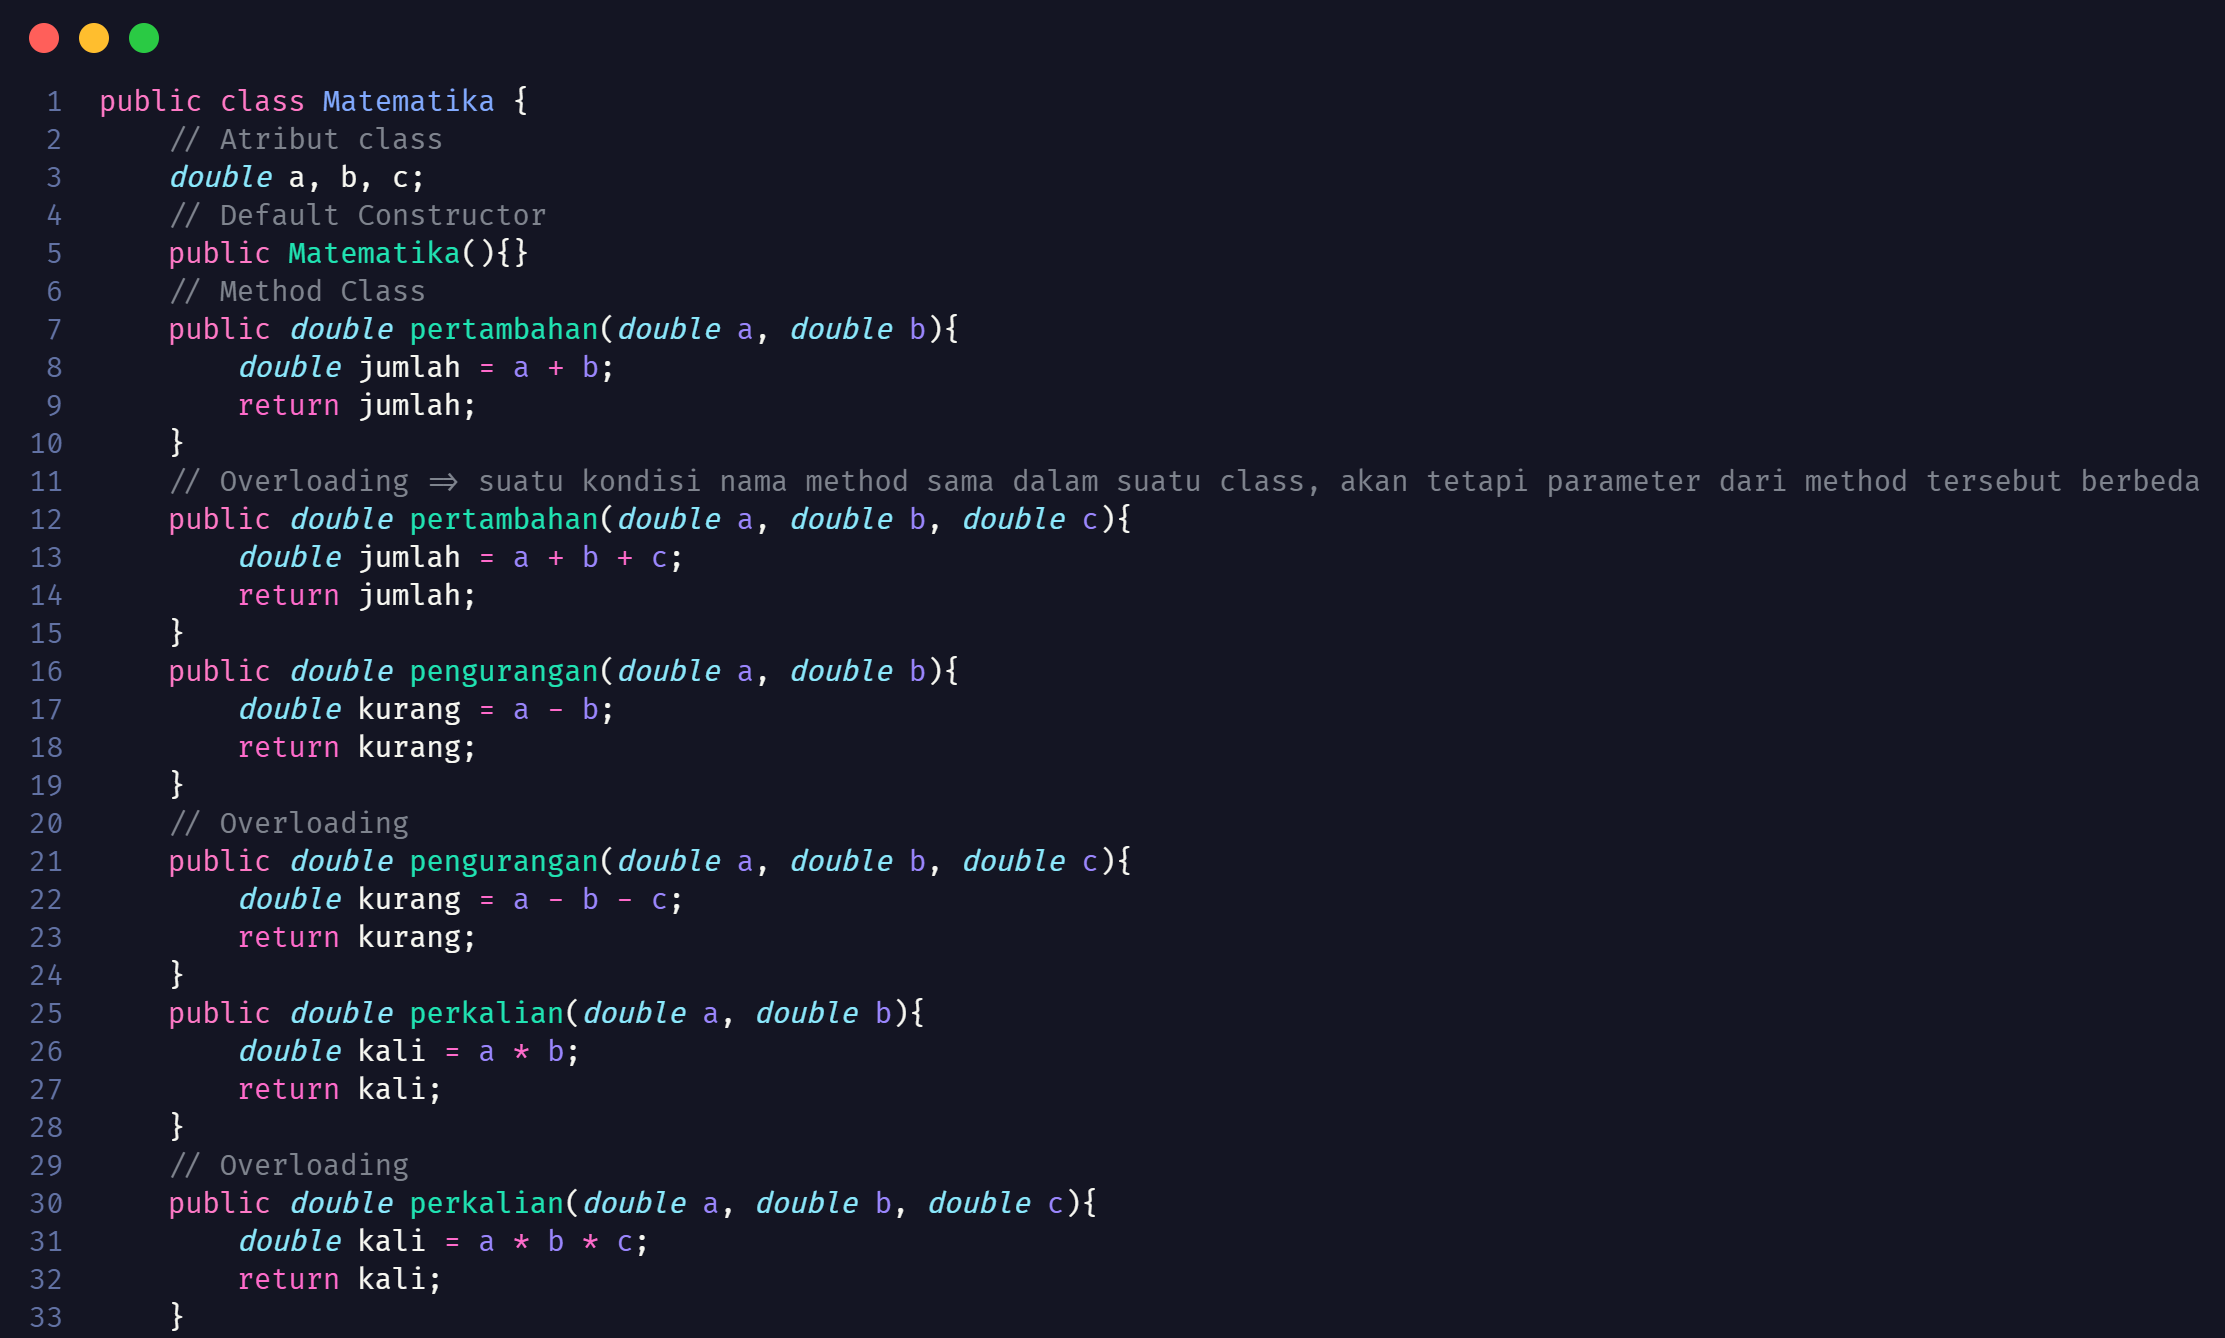 1 public class Matematika {
2     // Atribut class
3     double a, b, c;
4     // Default Constructor
5     public Matematika(){}
6     // Method Class
7     public double pertambahan(double a, double b){
8         double jumlah = a + b;
9         return jumlah;
10     }
11     // Overloading => suatu kondisi nama method sama dalam suatu class, akan tetapi parameter dari method tersebut berbeda
12     public double pertambahan(double a, double b, double c){
13         double jumlah = a + b + c;
14         return jumlah;
15     }
16     public double pengurangan(double a, double b){
17         double kurang = a - b;
18         return kurang;
19     }
20     // Overloading
21     public double pengurangan(double a, double b, double c){
22         double kurang = a - b - c;
23         return kurang;
24     }
25     public double perkalian(double a, double b){
26         double kali = a * b;
27         return kali;
28     }
29     // Overloading
30     public double perkalian(double a, double b, double c){
31         double kali = a * b * c;
32         return kali;
33     }